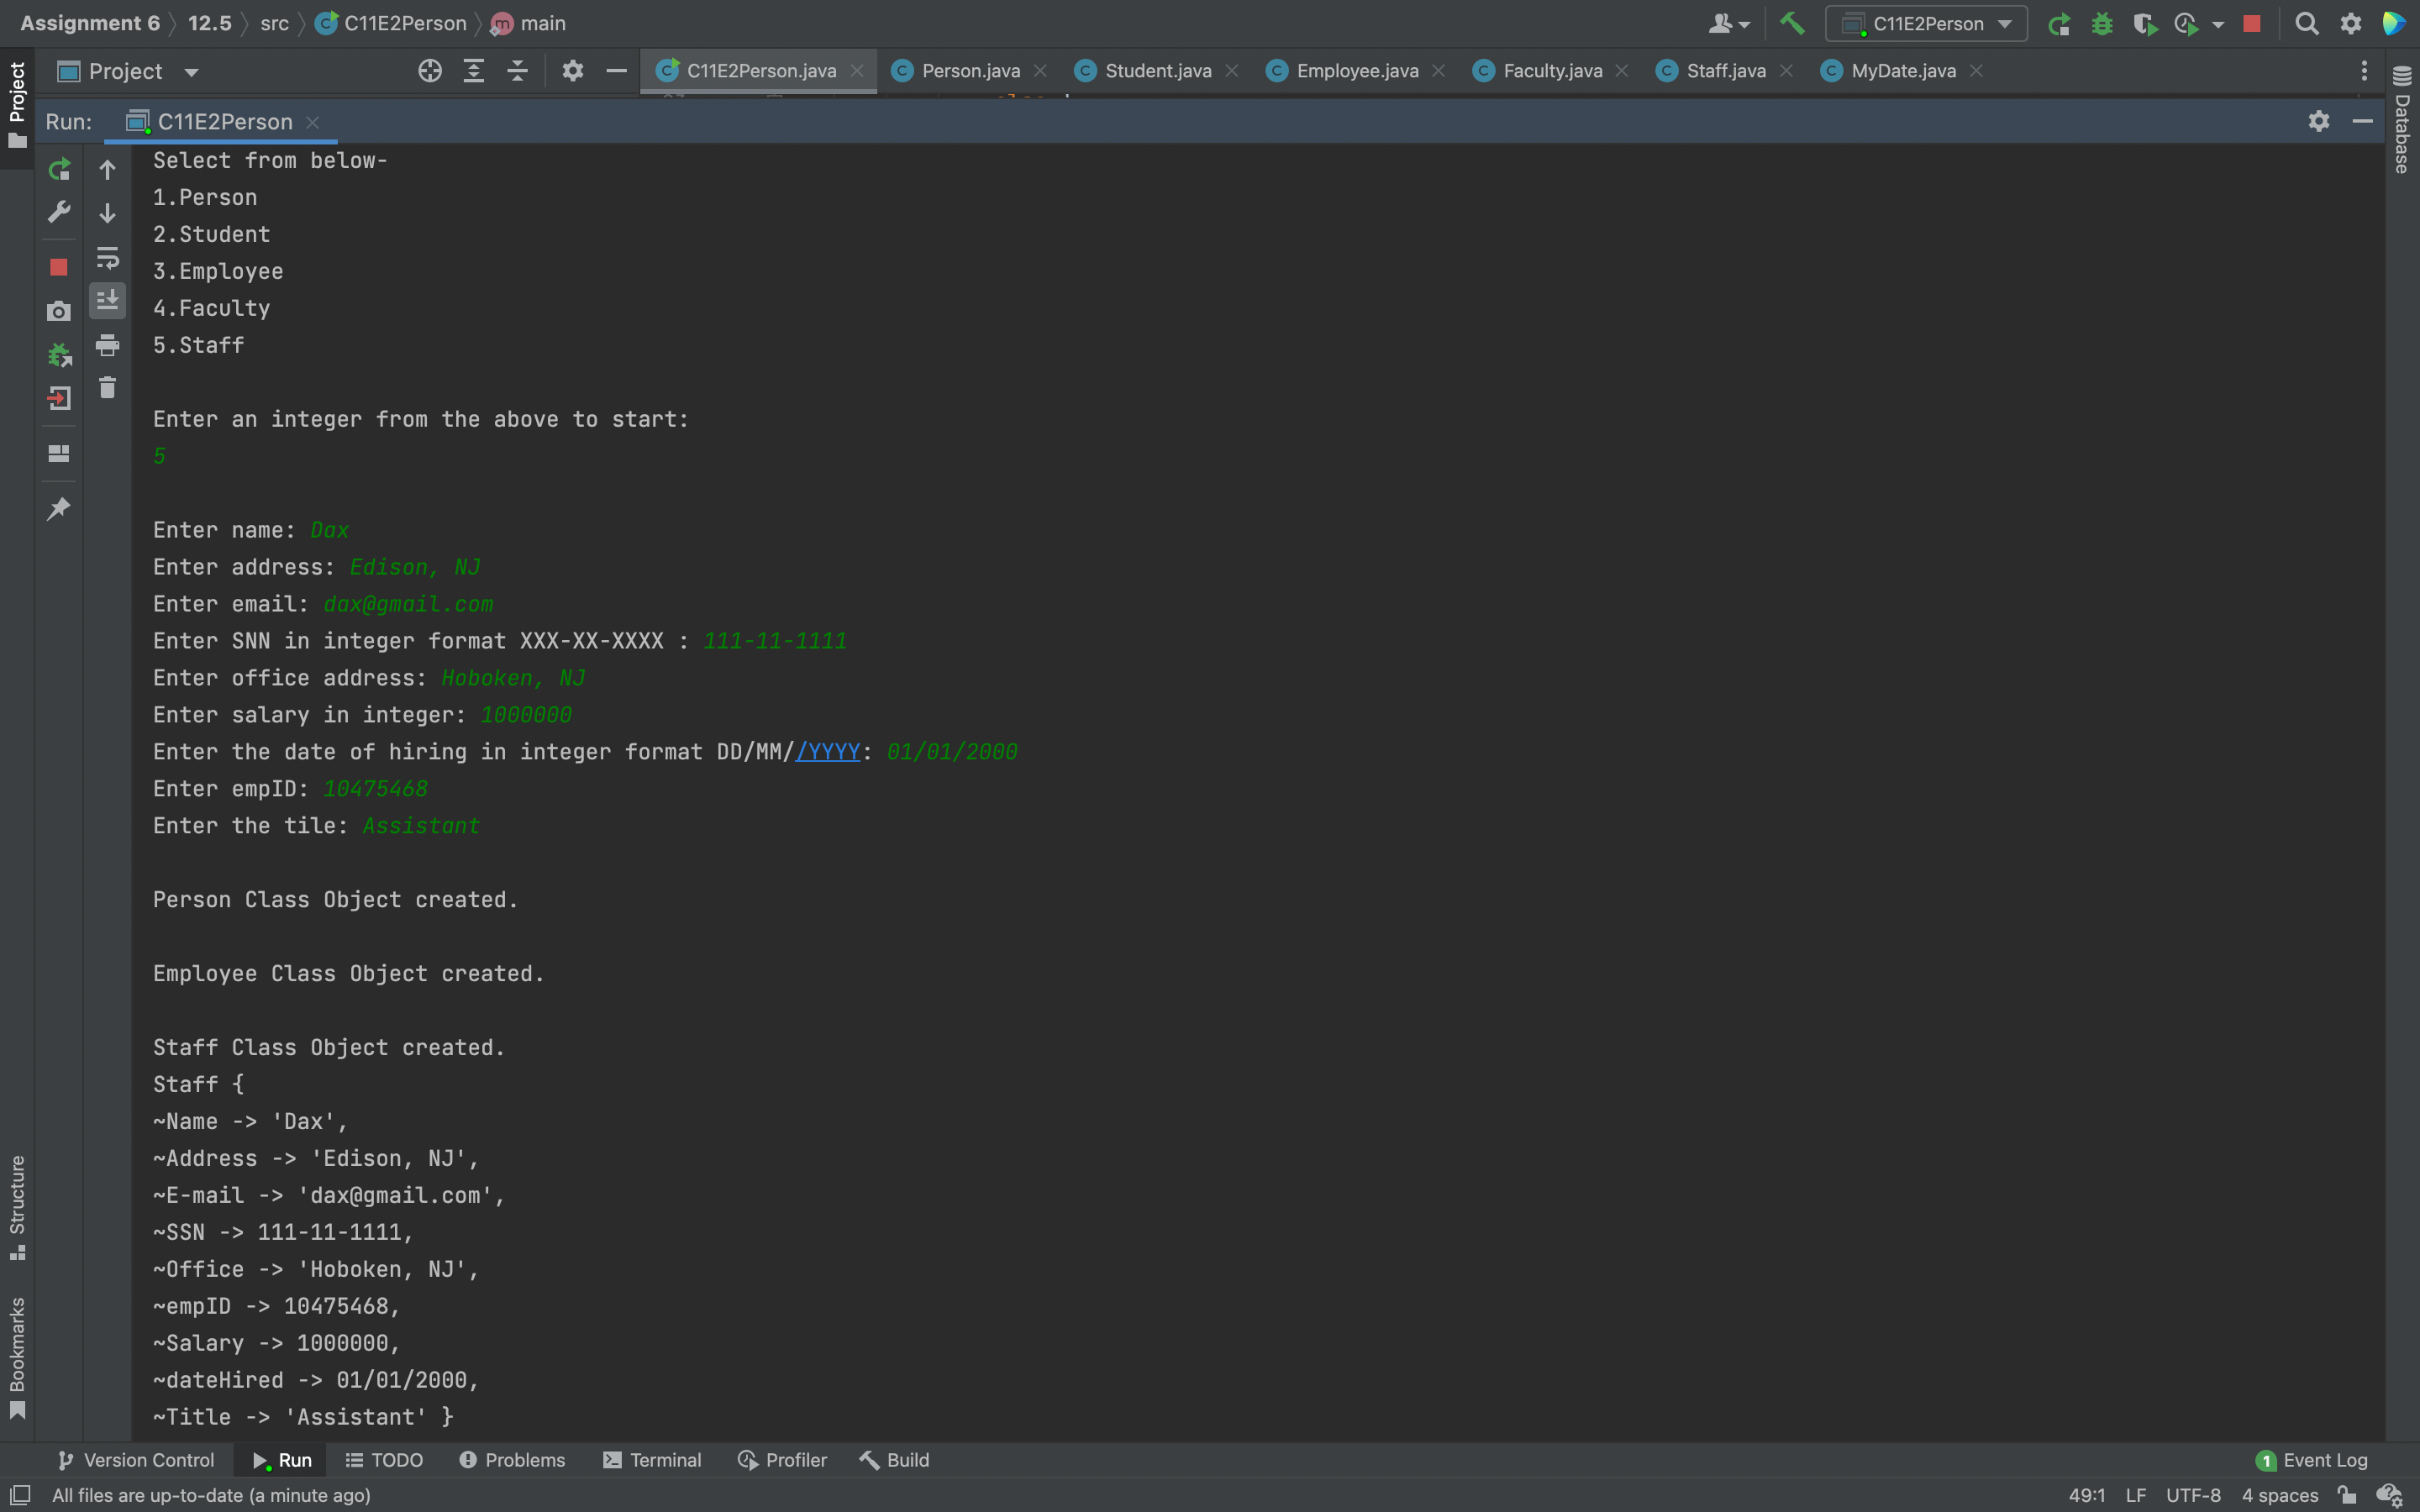 Assignment 6 12.5 src C11E2Person main C11E2Person
Project C11E2Person.java Person.java Student.java Employee.java Faculty.java Staff.java MyDate.java
Run: C11E2Person
Project
Database
Select from below-
1.Person
2.Student
3.Employee
4.Faculty
5.Staff
Enter an integer from the above to start:
5
Enter name: Dax
Enter address: Edison, NJ
Enter email: dax@gmail.com
Enter SNN in integer format XXX-XX-XXXX : 111-11-1111
Enter office address: Hoboken, NJ
Enter salary in integer: 1000000
Enter the date of hiring in integer format DD/MM//YYYY: 01/01/2000
Enter empID: 10475468
Enter the tile: Assistant
Person Class Object created.
Employee Class Object created.
Staff Class Object created.
Staff {
~Name -> 'Dax',
~Address -> 'Edison, NJ',
~E-mail -> 'dax@gmail.com',
~SSN -> 111-11-1111,
~Office -> 'Hoboken, NJ',
~empID -> 10475468,
~Salary -> 1000000,
~dateHired -> 01/01/2000,
~Title -> 'Assistant' }
Structure
Bookmarks
Version Control Run TODO Problems Terminal Profiler Build 1 Event Log
All files are up-to-date (a minute ago) 49:1 LF UTF-8 4 spaces